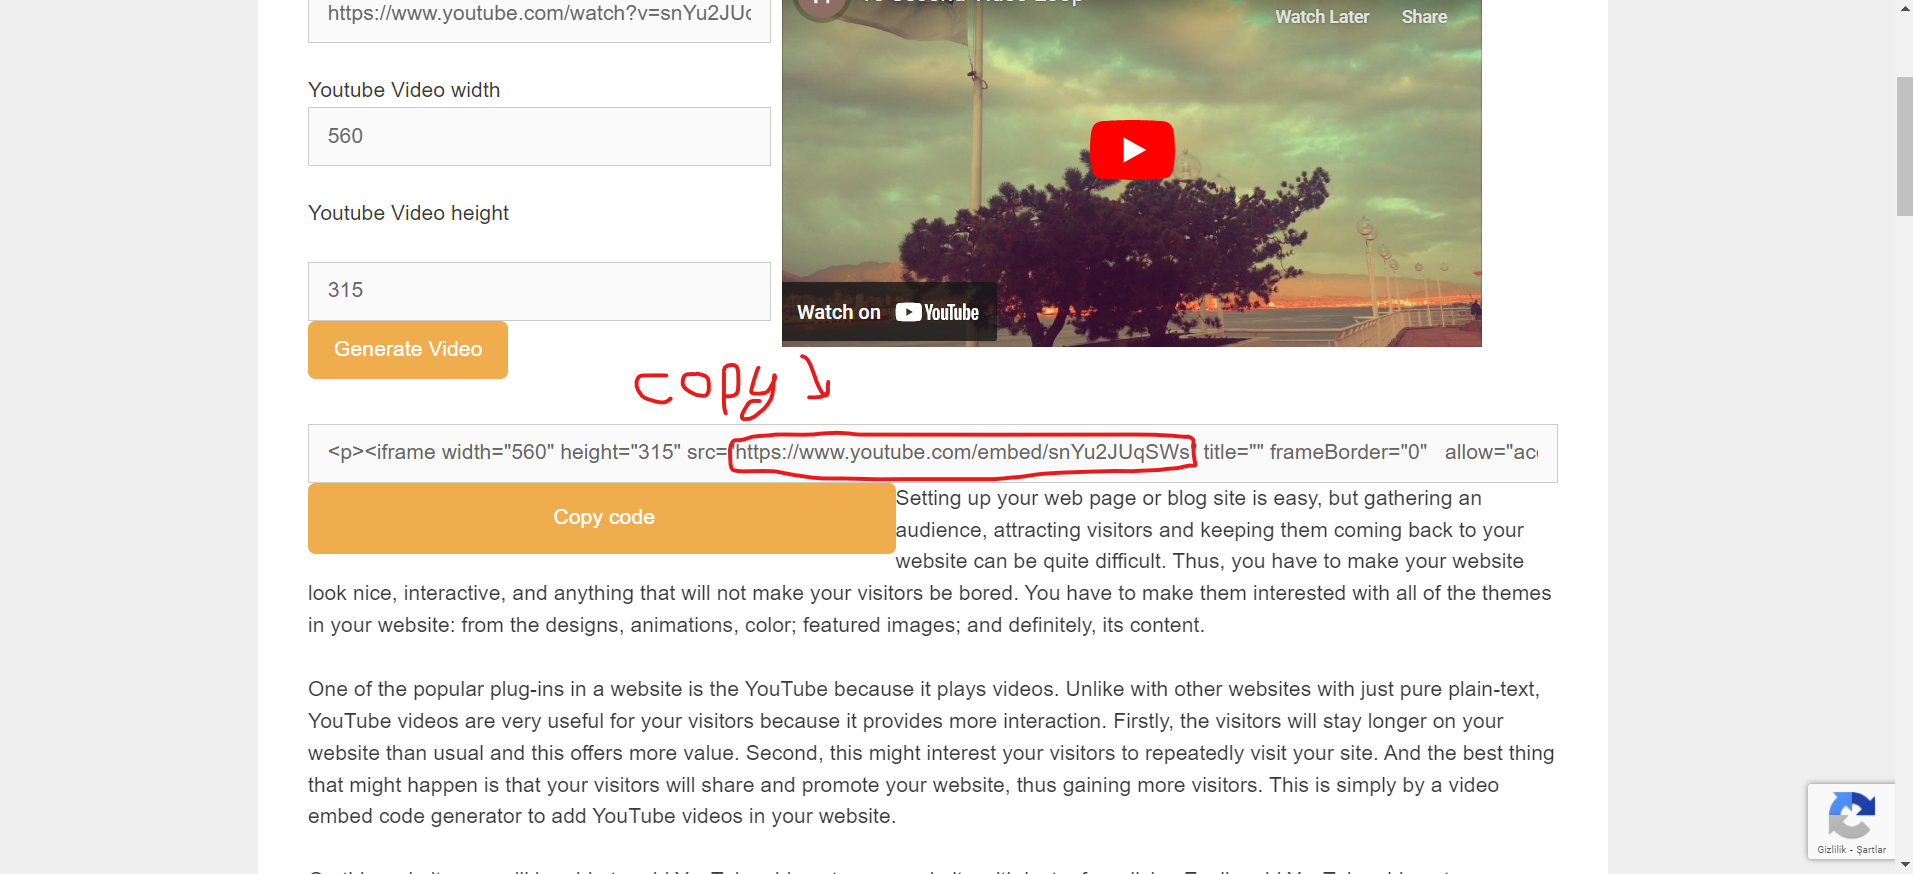 https://www.youtube.com/watch?v=snYu2JU
Watch Later Share
Youtube Video width
560
Youtube Video height
315
Watch on YouTube
Generate Video
copy
<p><iframe width="560" height="315" src="https://www.youtube.com/embed/snYu2JUqSWs" title="" frameBorder="0" allow="acc
Copy code
Setting up your web page or blog site is easy, but gathering an
audience, attracting visitors and keeping them coming back to your
website can be quite difficult. Thus, you have to make your website
look nice, interactive, and anything that will not make your visitors be bored. You have to make them interested with all of the themes
in your website: from the designs, animations, color; featured images; and definitely, its content.
One of the popular plug-ins in a website is the YouTube because it plays videos. Unlike with other websites with just pure plain-text,
YouTube videos are very useful for your visitors because it provides more interaction. Firstly, the visitors will stay longer on your
website than usual and this offers more value. Second, this might interest your visitors to repeatedly visit your site. And the best thing
that might happen is that your visitors will share and promote your website, thus gaining more visitors. This is simply by a video
embed code generator to add YouTube videos in your website.
Gizlilik - Şartlar